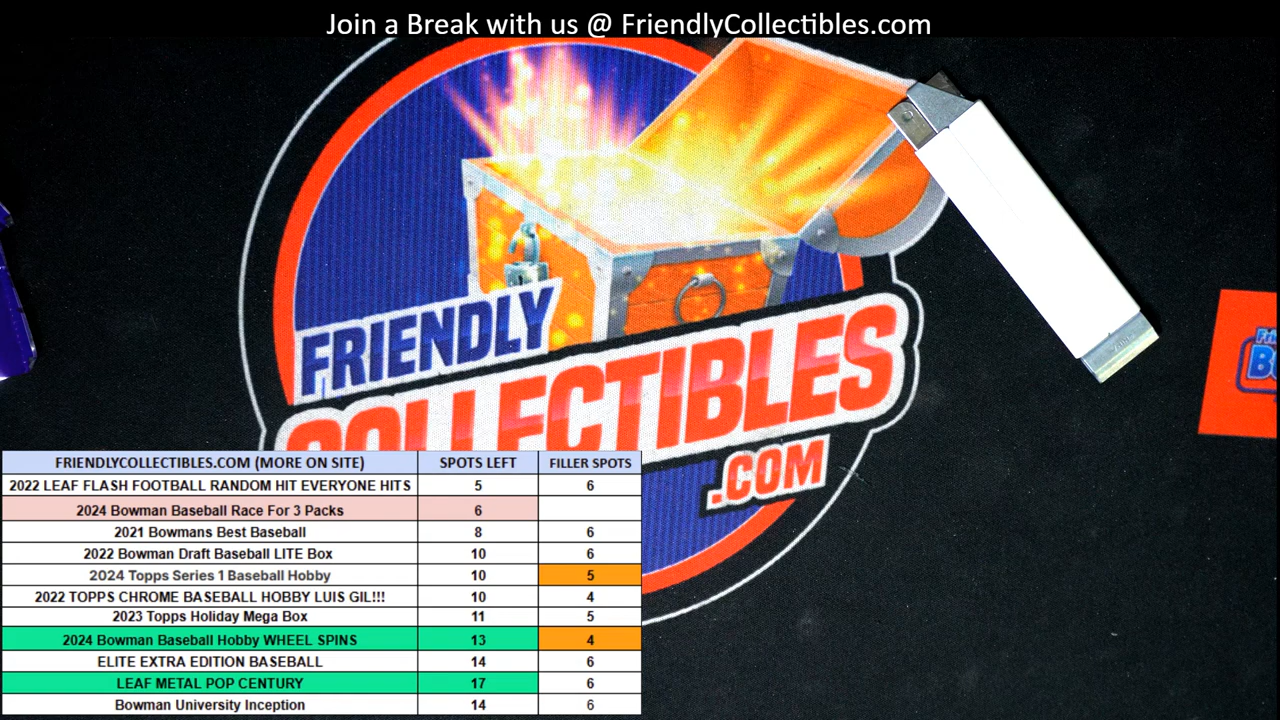 Join a Break with us @ FriendlyCollectibles.com
FRIENDLY
COLLECTIBLES
.COM
FRIENDLYCOLLECTIBLES.COM (MORE ON SITE) SPOTS LEFT FILLER SPOTS
2022 LEAF FLASH FOOTBALL RANDOM HIT EVERYONE HITS 5 6
2024 Bowman Baseball Race For 3 Packs 6
2021 Bowmans Best Baseball 8 6
2022 Bowman Draft Baseball LITE Box 10 6
2024 Topps Series 1 Baseball Hobby 10 5
2022 TOPPS CHROME BASEBALL HOBBY LUIS GIL!!! 10 4
2023 Topps Holiday Mega Box 11 5
2024 Bowman Baseball Hobby WHEEL SPINS 13 4
ELITE EXTRA EDITION BASEBALL 14 6
LEAF METAL POP CENTURY 17 6
Bowman University Inception 14 6